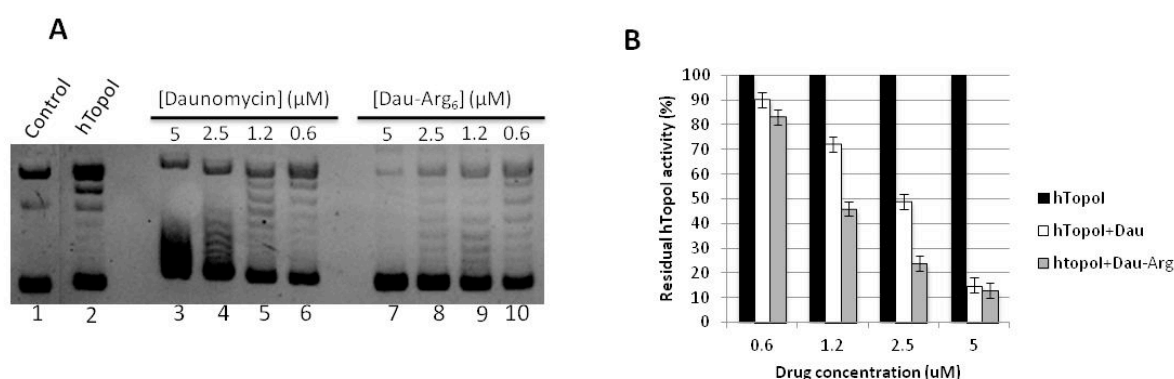 A
Control
hTopoI
[Daunomycin] (µM)
[Dau-Arg₆] (µM)
5 2.5 1.2 0.6
5 2.5 1.2 0.6
1 2 3 4 5 6 7 8 9 10
B
Residual hTopoI activity (%)
100
90
80
70
60
50
40
30
20
10
0
0.6 1.2 2.5 5
Drug concentration (uM)
hTopoI
hTopoI+Dau
htopoI+Dau-Arg